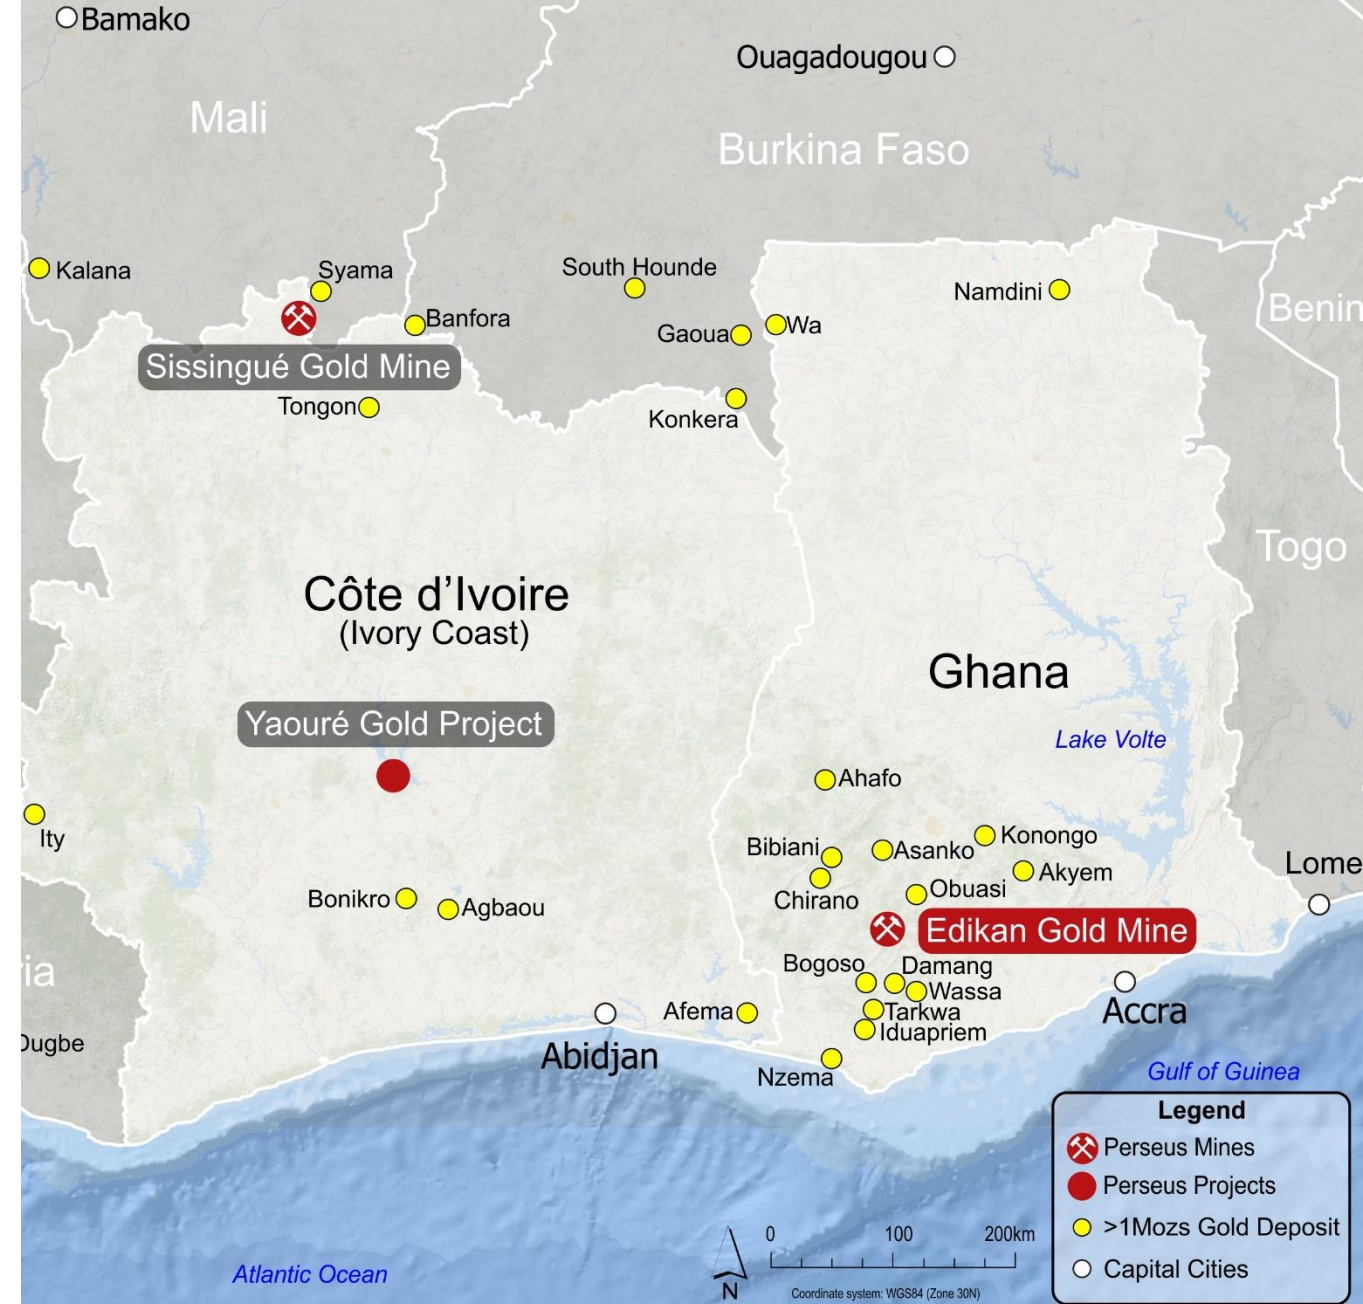 Bamako
Ouagadougou
Mali
Burkina Faso
Kalana
Syama
South Hounde
Namdini
Benin
Banfora
Gaoua
Wa
Sissingué Gold Mine
Tongon
Konkera
Togo
Côte d’Ivoire
(Ivory Coast)
Ghana
Yaouré Gold Project
Lake Volte
Ahafo
Ity
Bibiani
Asanko
Konongo
Lome
Akyem
Chirano
Obuasi
Bonikro
Agbaou
Edikan Gold Mine
ia
Bogoso
Damang
Wassa
Afema
Tarkwa
Accra
Iduapriem
Dugbe
Abidjan
Nzema
Gulf of Guinea
Legend
Perseus Mines
Perseus Projects
>1Mozs Gold Deposit
Capital Cities
0 100 200km
N
Coordinate system: WGS84 (Zone 30N)
Atlantic Ocean